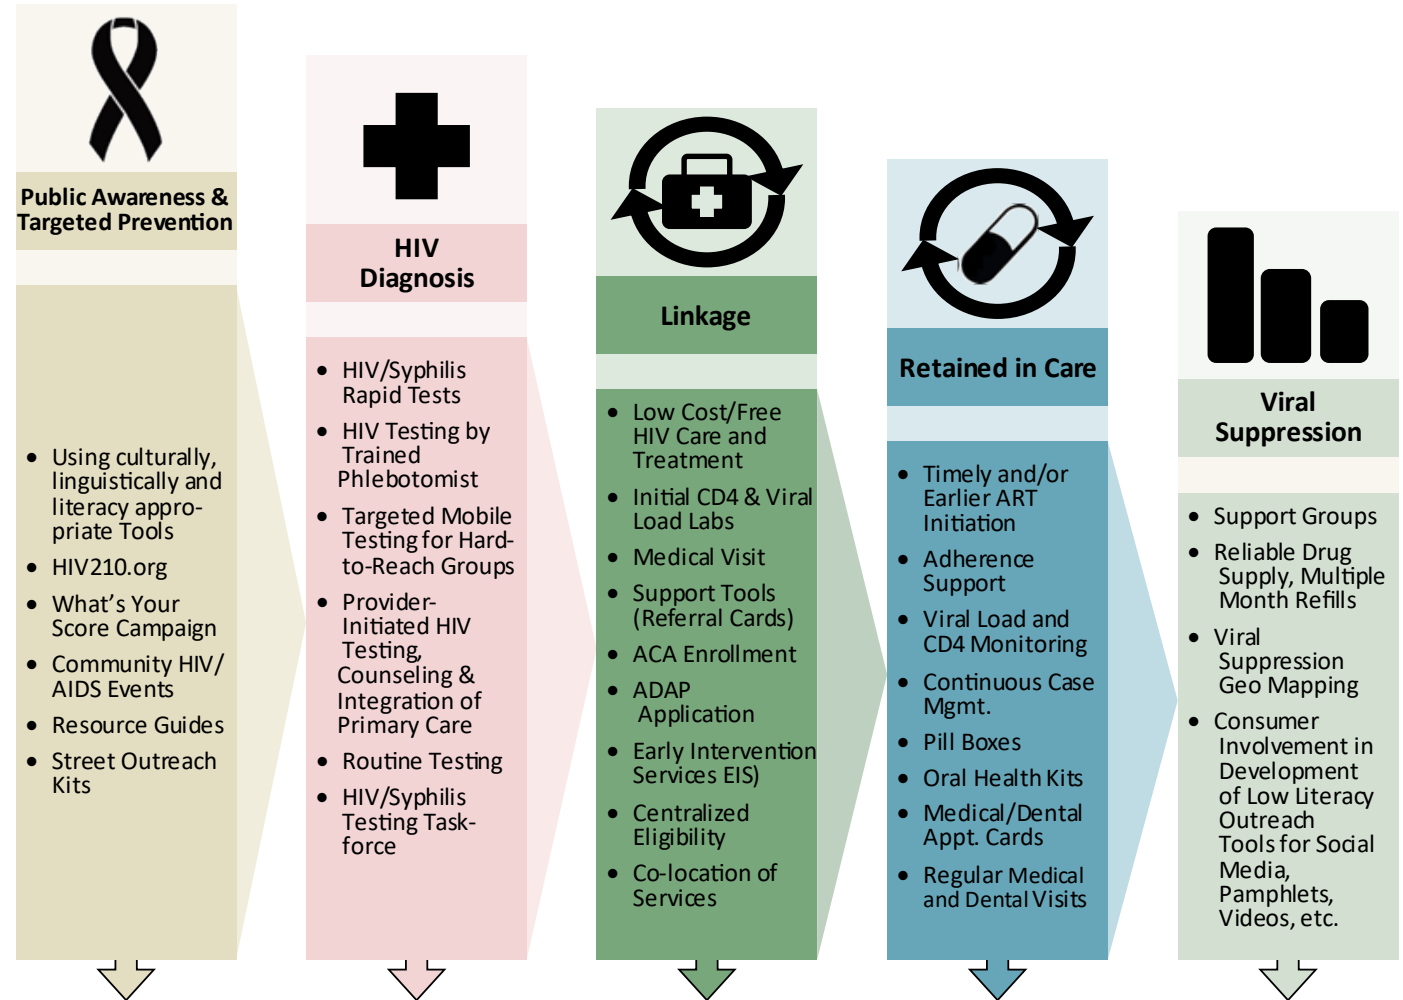 Public Awareness &
Targeted Prevention
• Using culturally,
linguistically and
literacy appro-
priate Tools
• HIV210.org
• What’s Your
Score Campaign
• Community HIV/
AIDS Events
• Resource Guides
• Street Outreach
Kits
HIV
Diagnosis
• HIV/Syphilis
Rapid Tests
• HIV Testing by
Trained
Phlebotomist
• Targeted Mobile
Testing for Hard-
to-Reach Groups
• Provider-
Initiated HIV
Testing,
Counseling &
Integration of
Primary Care
• Routine Testing
• HIV/Syphilis
Testing Task-
force
Linkage
• Low Cost/Free
HIV Care and
Treatment
• Initial CD4 & Viral
Load Labs
• Medical Visit
• Support Tools
(Referral Cards)
• ACA Enrollment
• ADAP
Application
• Early Intervention
Services EIS)
• Centralized
Eligibility
• Co-location of
Services
Retained in Care
• Timely and/or
Earlier ART
Initiation
• Adherence
Support
• Viral Load and
CD4 Monitoring
• Continuous Case
Mgmt.
• Pill Boxes
• Oral Health Kits
• Medical/Dental
Appt. Cards
• Regular Medical
and Dental Visits
Viral
Suppression
• Support Groups
• Reliable Drug
Supply, Multiple
Month Refills
• Viral
Suppression
Geo Mapping
• Consumer
Involvement in
Development
of Low Literacy
Outreach
Tools for Social
Media,
Pamphlets,
Videos, etc.